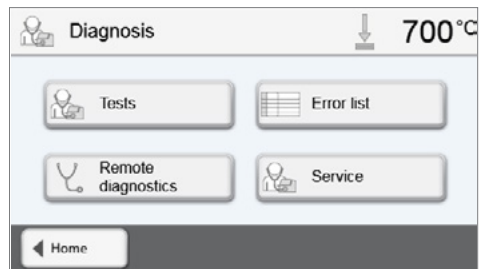 Diagnosis
700°C
Tests
Error list
Remote
diagnostics
Service
Home